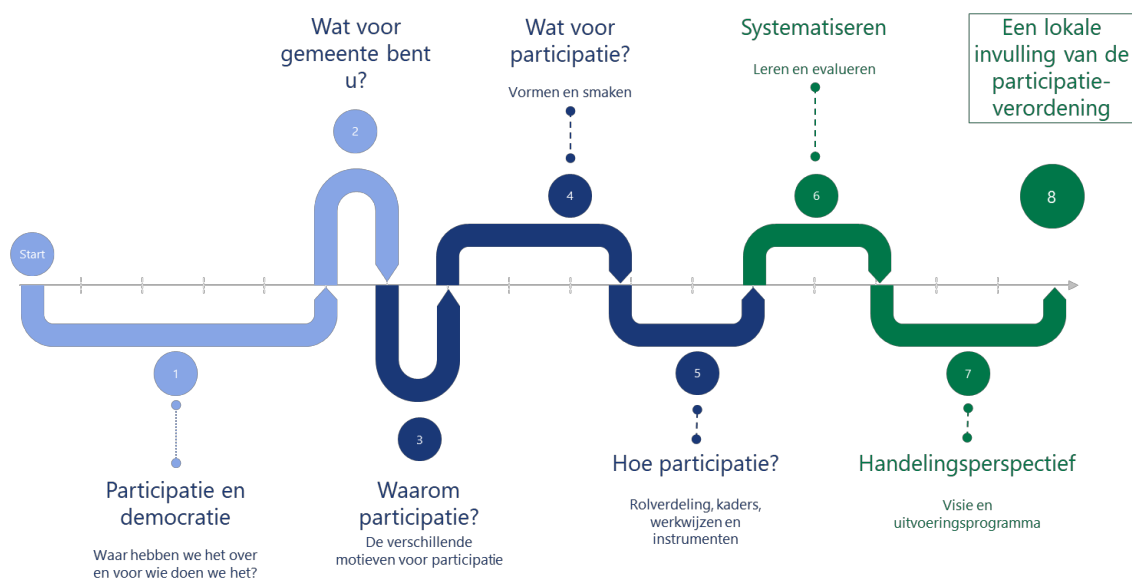 Start
1
Participatie en
democratie
Waar hebben we het over
en voor wie doen we het?
Wat voor
gemeente bent
u?
2
3
Waarom
participatie?
De verschillende
motieven voor participatie
Wat voor
participatie?
Vormen en smaken
4
5
Hoe participatie?
Rolverdeling, kaders,
werkwijzen en
instrumenten
Systematiseren
Leren en evalueren
6
7
Handelingsperspectief
Visie en
uitvoeringsprogramma
Een lokale
invulling van de
participatie-
verordening
8